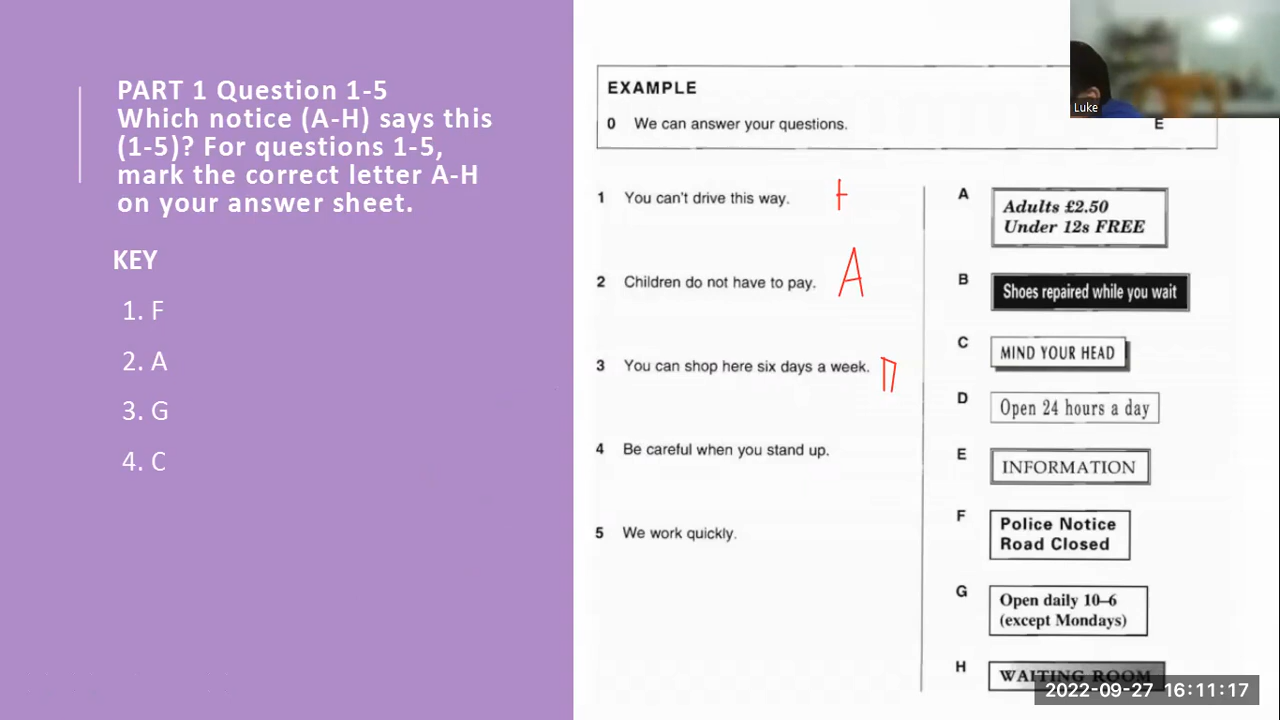 PART 1 Question 1-5
Which notice (A-H) says this
(1-5)? For questions 1-5,
mark the correct letter A-H
on your answer sheet.
KEY
1. F
2. A
3. G
4. C
EXAMPLE
0 We can answer your questions. E
Luke
1 You can't drive this way.
2 Children do not have to pay. A
3 You can shop here six days a week.
4 Be careful when you stand up.
5 We work quickly.
A Adults £2.50
Under 12s FREE
B Shoes repaired while you wait
C MIND YOUR HEAD
D Open 24 hours a day
E INFORMATION
F Police Notice
Road Closed
G Open daily 10–6
(except Mondays)
H WAITING ROOM
2022-09-27 16:11:17